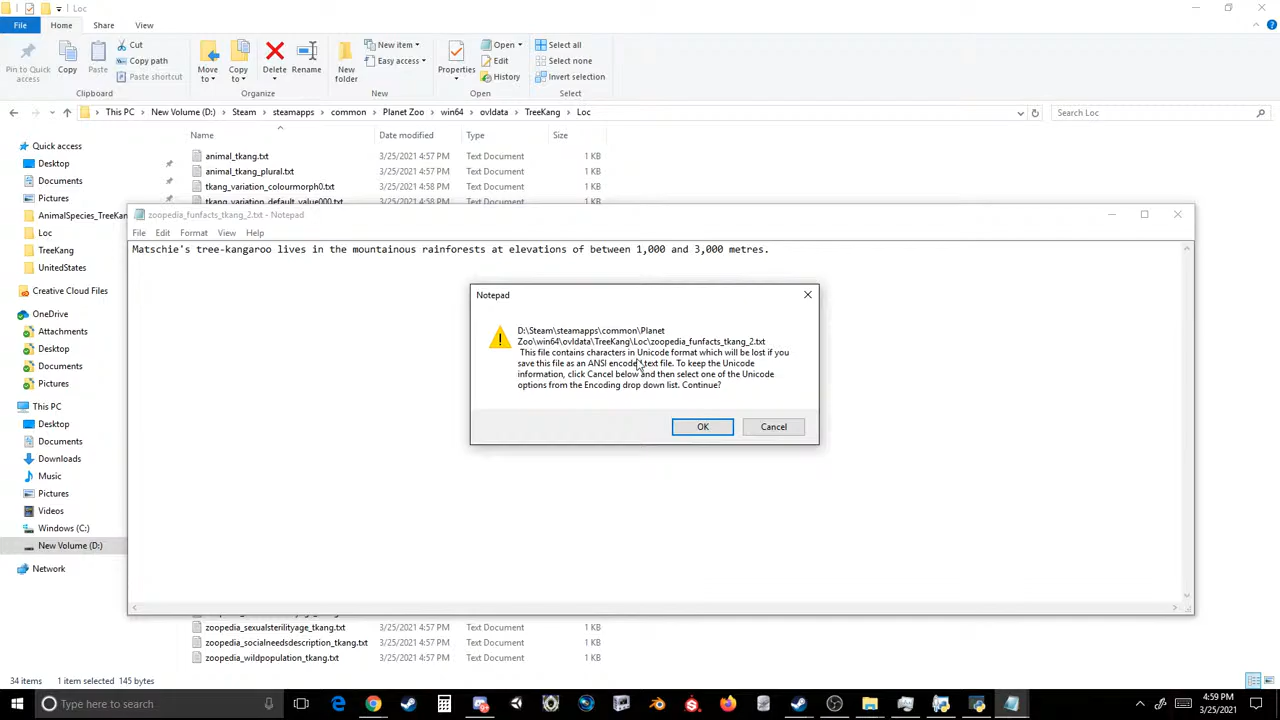 Loc
File
Home
Share
View
Pin to Quick
access
Copy
Paste
Cut
Copy path
Paste shortcut
Clipboard
Move
to
Copy
to
Delete
Rename
Organize
New
folder
New item
Easy access
New
Properties
Open
Edit
History
Open
Select all
Select none
Invert selection
Select
This PC > New Volume (D:) > Steam > steamapps > common > Planet Zoo > win64 > ovldata > TreeKang > Loc
Search Loc
Name
Date modified
Type
Size
Quick access
Desktop
Documents
Pictures
AnimalSpecies_TreeKan
Loc
TreeKang
UnitedStates
Creative Cloud Files
OneDrive
Attachments
Desktop
Documents
Pictures
This PC
Desktop
Documents
Downloads
Music
Pictures
Videos
Windows (C:)
New Volume (D:)
Network
animal_tkang.txt 3/25/2021 4:57 PM Text Document 1 KB
animal_tkang_plural.txt 3/25/2021 4:57 PM Text Document 1 KB
tkang_variation_colourmorph0.txt 3/25/2021 4:58 PM Text Document 1 KB
tkang_variation_default_value000.txt 3/25/2021 4:58 PM Text Document 1 KB
zoopedia_funfacts_tkang_2.txt - Notepad
File Edit Format View Help
Matschie's tree-kangaroo lives in the mountainous rainforests at elevations of between 1,000 and 3,000 metres.
Notepad
D:\Steam\steamapps\common\Planet
Zoo\win64\ovldata\TreeKang\Loc\zoopedia_funfacts_tkang_2.txt
This file contains characters in Unicode format which will be lost if you
save this file as an ANSI encoded text file. To keep the Unicode
information, click Cancel below and then select one of the Unicode
options from the Encoding drop down list. Continue?
OK
Cancel
zoopedia_sexualsterilityage_tkang.txt 3/25/2021 4:57 PM Text Document 1 KB
zoopedia_socialneedsdescription_tkang.txt 3/25/2021 4:57 PM Text Document 1 KB
zoopedia_wildpopulation_tkang.txt 3/25/2021 4:57 PM Text Document 1 KB
34 items
1 item selected 145 bytes
Type here to search
4:59 PM
3/25/2021